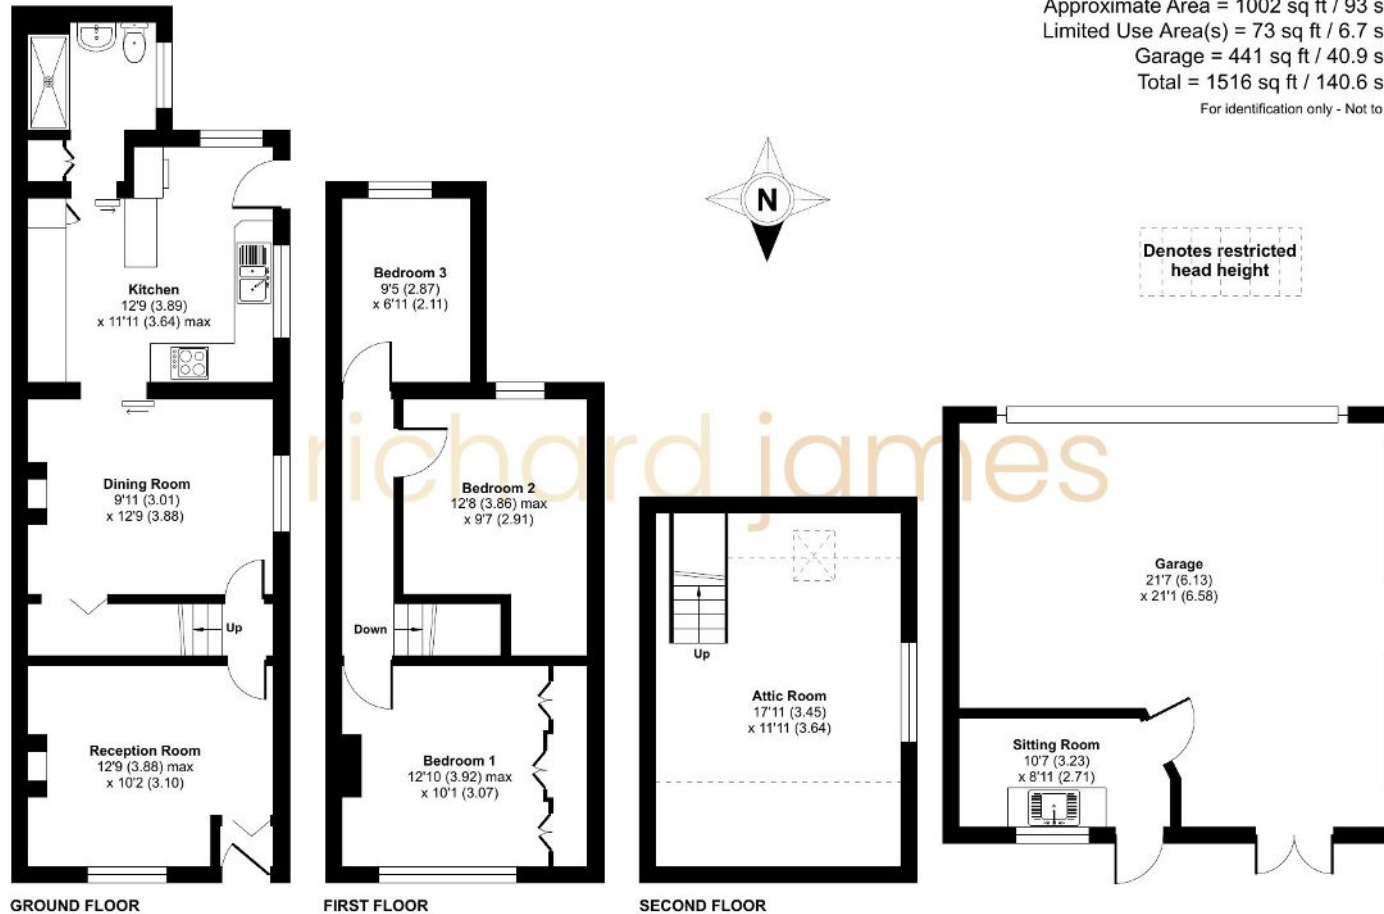 Approximate Area = 1002 sq ft / 93 s
Limited Use Area(s) = 73 sq ft / 6.7 s
Garage = 441 sq ft / 40.9 s
Total = 1516 sq ft / 140.6 s
For identification only - Not to
N
Denotes restricted
head height
Kitchen
12'9 (3.89)
x 11'11 (3.64) max
Bedroom 3
9'5 (2.87)
x 6'11 (2.11)
richard james
Dining Room
9'11 (3.01)
x 12'9 (3.88)
Bedroom 2
12'8 (3.86) max
x 9'7 (2.91)
Garage
21'7 (6.13)
x 21'1 (6.58)
Up
Down
Up
Attic Room
17'11 (3.45)
x 11'11 (3.64)
Reception Room
12'9 (3.88) max
x 10'2 (3.10)
Bedroom 1
12'10 (3.92) max
x 10'1 (3.07)
Sitting Room
10'7 (3.23)
x 8'11 (2.71)
GROUND FLOOR
FIRST FLOOR
SECOND FLOOR